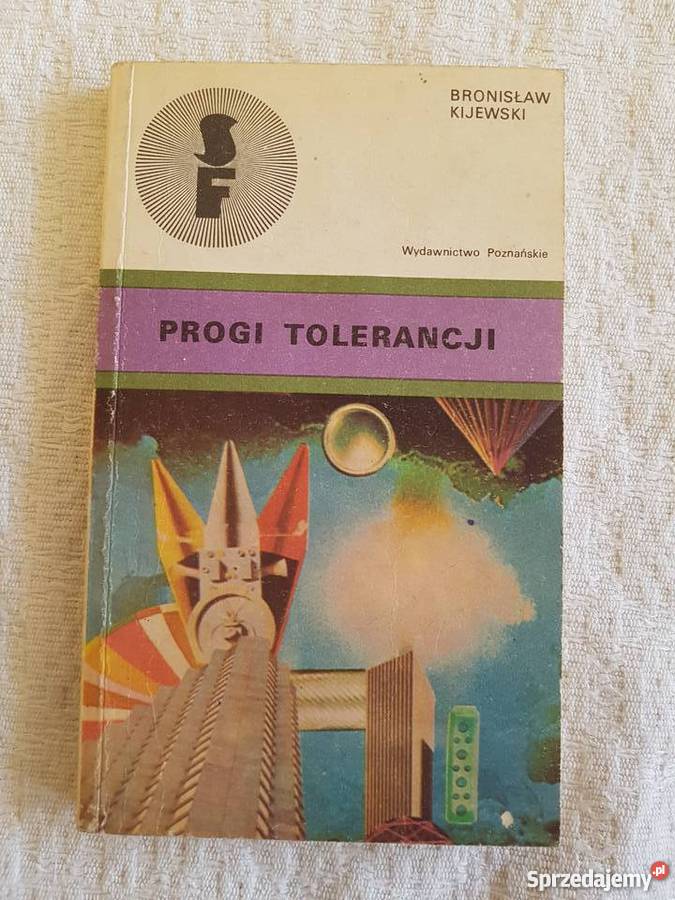 SF
BRONISŁAW
KIJEWSKI
Wydawnictwo Poznańskie
PROGI TOLERANCJI
Sprzedajemy.pl